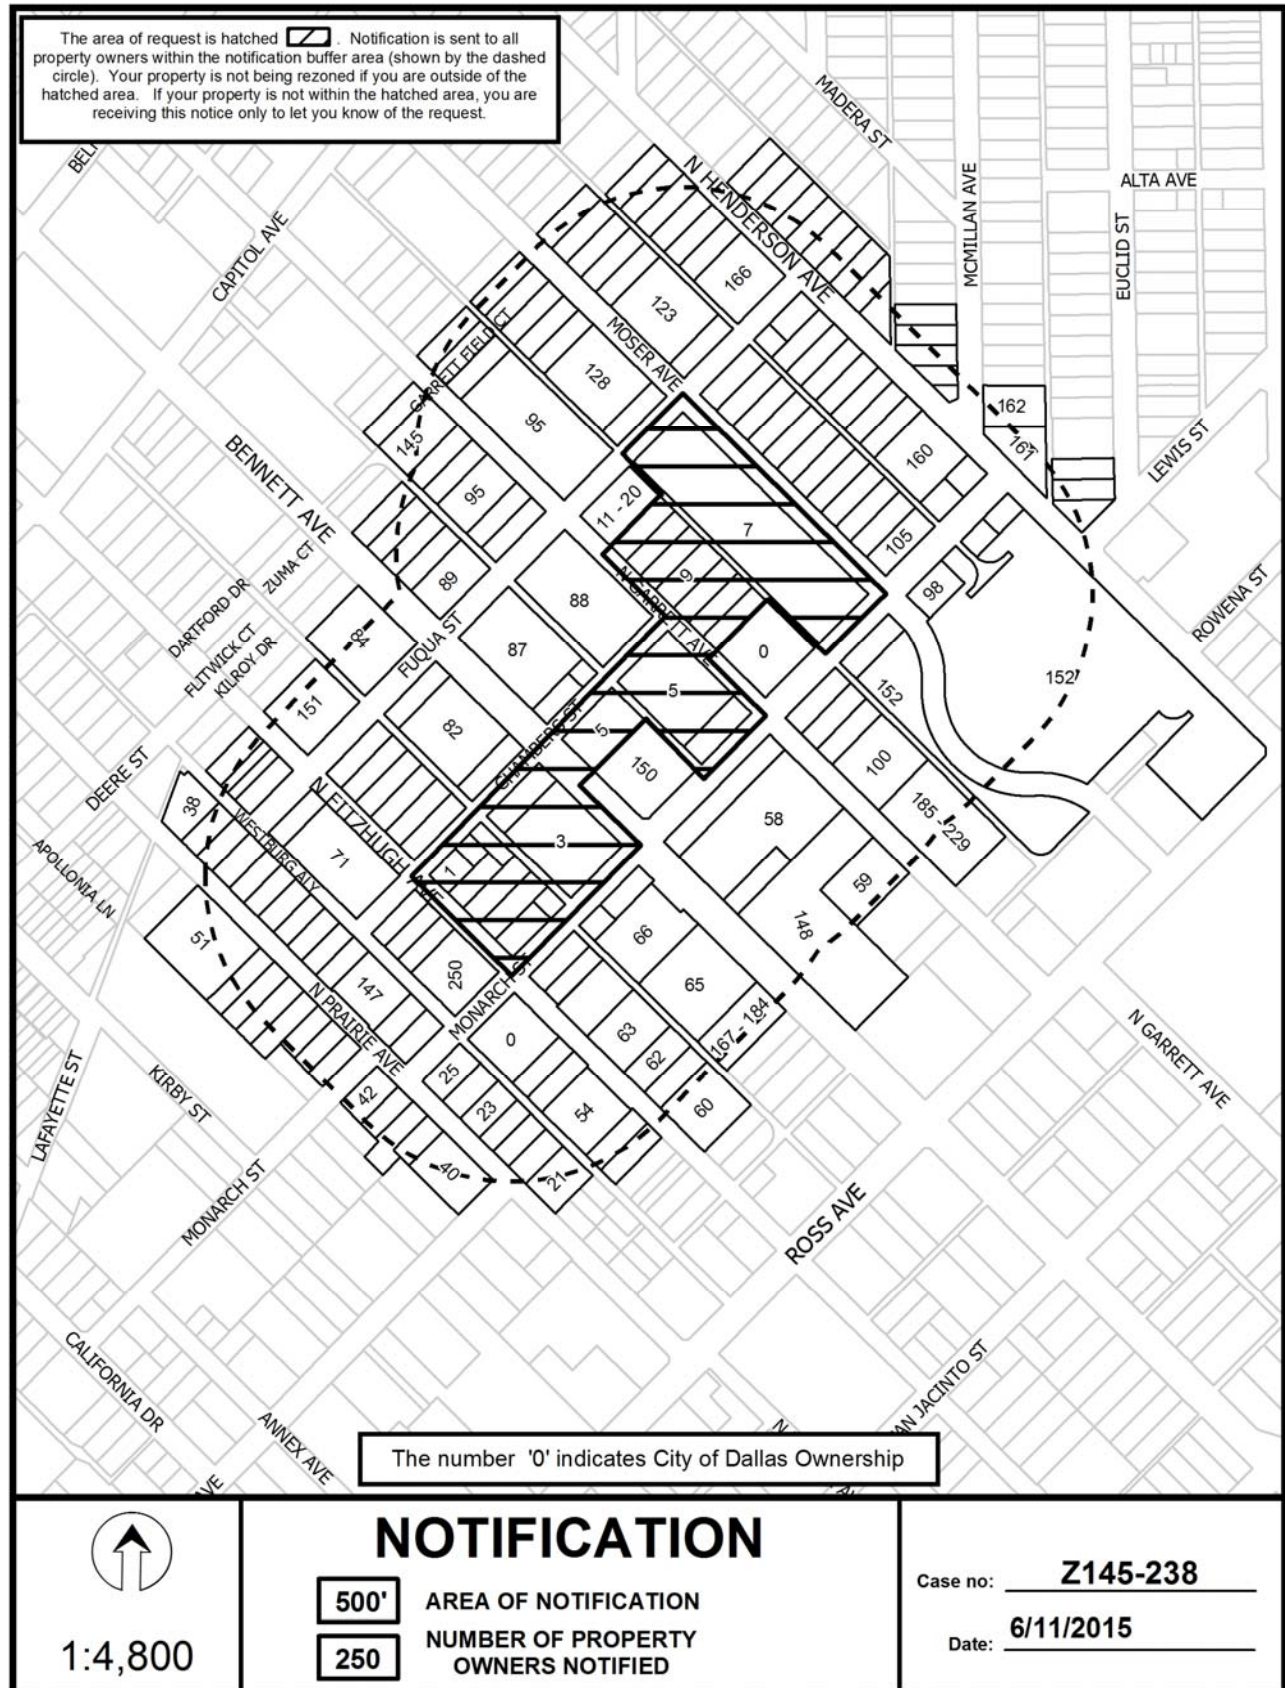 The area of request is hatched . Notification is sent to all
property owners within the notification buffer area (shown by the dashed
circle). Your property is not being rezoned if you are outside of the
hatched area. If your property is not within the hatched area, you are
receiving this notice only to let you know of the request.
MADERA ST
N HENDERSON AVE
MCMILLAN AVE
ALTA AVE
EUCLID ST
CAPITOL AVE
166
123
MOSER AVE
GARRETT FIELD CT
128
95
162
161
LEWIS ST
145
160
BENNETT AVE
95
11 - 20
7
105
ZUMA CT
89
9
N GARRETT AVE
98
ROWENA ST
DARTFORD DR
88
FLITWICK CT
KILROY DR
84
FUQUA ST
87
0
152
152
5
151
82
CHAMBERS ST
5
150
100
DEERE ST
N FITZHUGH AVE
185 - 229
38
WESTBURG ALY
58
71
3
1
APOLLONIA LN
59
51
148
66
250
65
147
N PRAIRIE AVE
MONARCH ST
0
63
167 - 184
N GARRETT AVE
62
25
LAFAYETTE ST
KIRBY ST
42
23
54
60
40
21
MONARCH ST
ROSS AVE
CALIFORNIA DR
ANNEX AVE
AN JACINTO ST
N
AVE
The number '0' indicates City of Dallas Ownership
1:4,800
NOTIFICATION
500' AREA OF NOTIFICATION
250 NUMBER OF PROPERTY
OWNERS NOTIFIED
Case no: Z145-238
Date: 6/11/2015